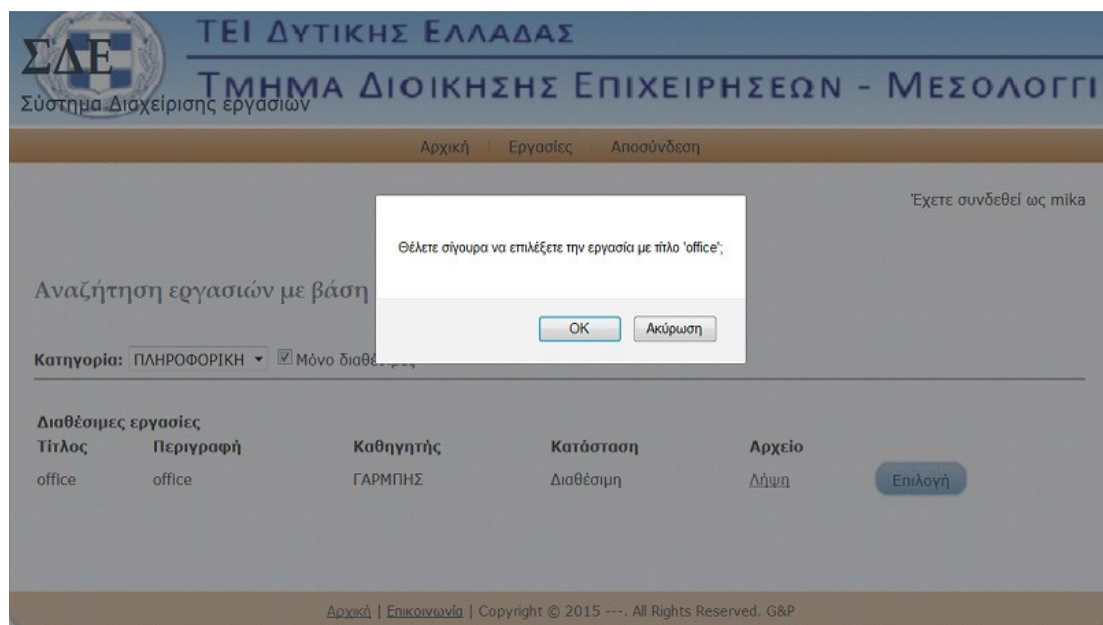 ΤΕΙ Δυτικης Ελλαδας
ΣΔΕ
Τμημα Διοικησης Επιχειρησεων - Μεσολογγι
Σύστημα Διαχείρισης εργασιών
Αρχική | Εργασίες | Αποσύνδεση
Έχετε συνδεθεί ως mika
Θέλετε σίγουρα να επιλέξετε την εργασία με τίτλο 'office';
Αναζήτηση εργασιών με βάση
OK Ακύρωση
Κατηγορία: ΠΛΗΡΟΦΟΡΙΚΗ Μόνο
Διαθέσιμες εργασίες
Τίτλος Περιγραφή Καθηγητής Κατάσταση Αρχείο
office office ΓΑΡΜΠΗΣ Διαθέσιμη Λήψη Επιλογή
Αρχική | Επικοινωνία | Copyright © 2015 ---. All Rights Reserved. G&P